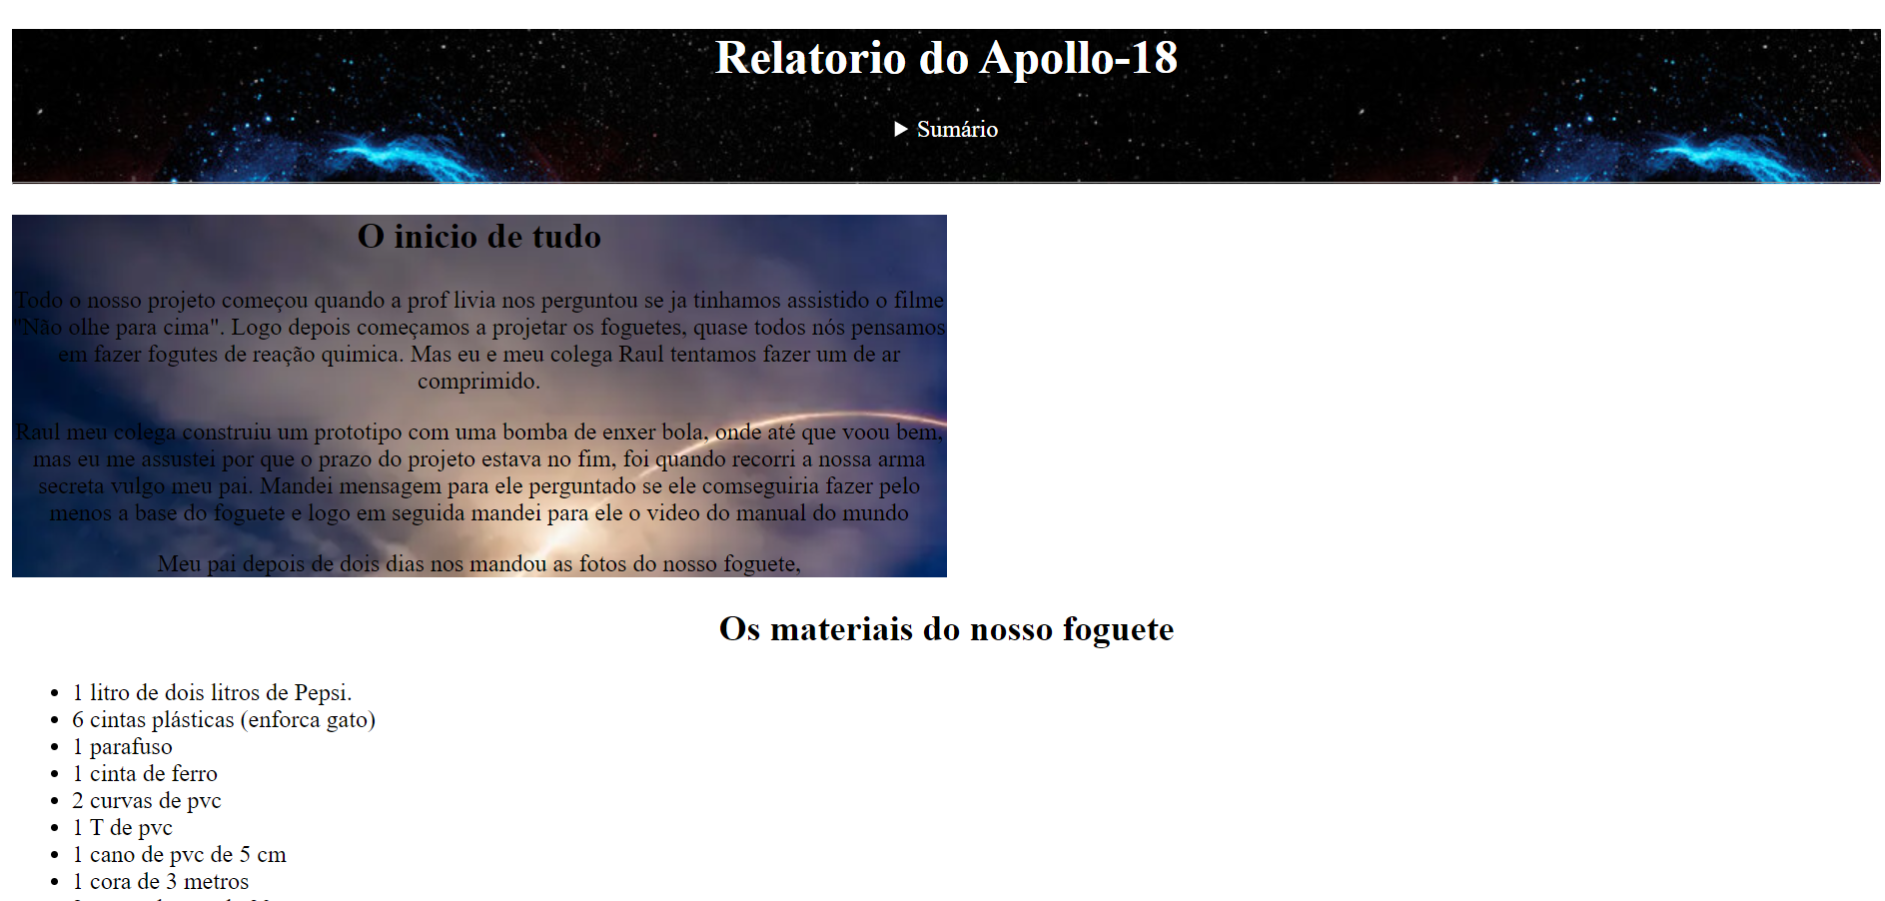 Relatorio do Apollo-18
▶ Sumário
O inicio de tudo
Todo o nosso projeto começou quando a prof livia nos perguntou se ja tinhamos assistido o filme
"Não olhe para cima". Logo depois começamos a projetar os foguetes, quase todos nós pensamos
em fazer fogutes de reação quimica. Mas eu e meu colega Raul tentamos fazer um de ar
comprimido.
Raul meu colega construiu um prototipo com uma bomba de enxer bola, onde até que voou bem,
mas eu me assustei por que o prazo do projeto estava no fim, foi quando recorri a nossa arma
secreta vulgo meu pai. Mandei mensagem para ele perguntado se ele comseguiria fazer pelo
menos a base do foguete e logo em seguida mandei para ele o video do manual do mundo
Meu pai depois de dois dias nos mandou as fotos do nosso foguete,
Os materiais do nosso foguete
• 1 litro de dois litros de Pepsi.
• 6 cintas plásticas (enforca gato)
• 1 parafuso
• 1 cinta de ferro
• 2 curvas de pvc
• 1 T de pvc
• 1 cano de pvc de 5 cm
• 1 cora de 3 metros